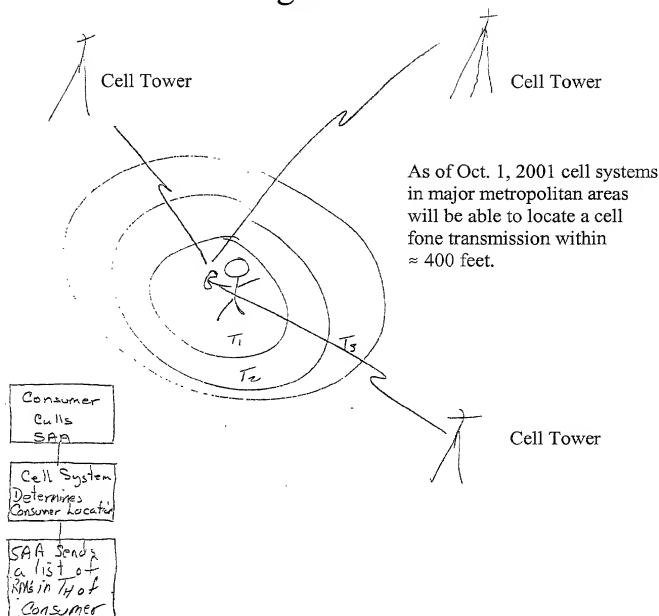 Cell Tower
Cell Tower
As of Oct. 1, 2001 cell systems
in major metropolitan areas
will be able to locate a cell
fone transmission within
≈ 400 feet.
T1
T2
T3
Cell Tower
Consumer
Calls
SAA
Cell System
Determines
Consumer Location
SAA Sends
a list of
RMs in TH of
Consumer